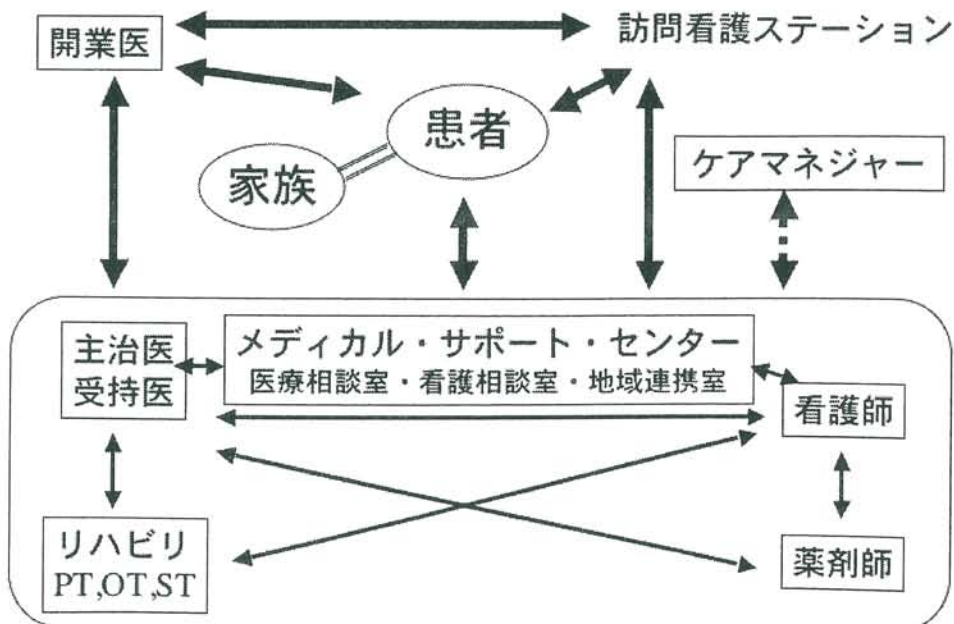 開業医
訪問看護ステーション
患者
家族
ケアマネジャー
主治医
受持医
メディカル・サポート・センター
医療相談室・看護相談室・地域連携室
看護師
リハビリ
PT,OT,ST
薬剤師